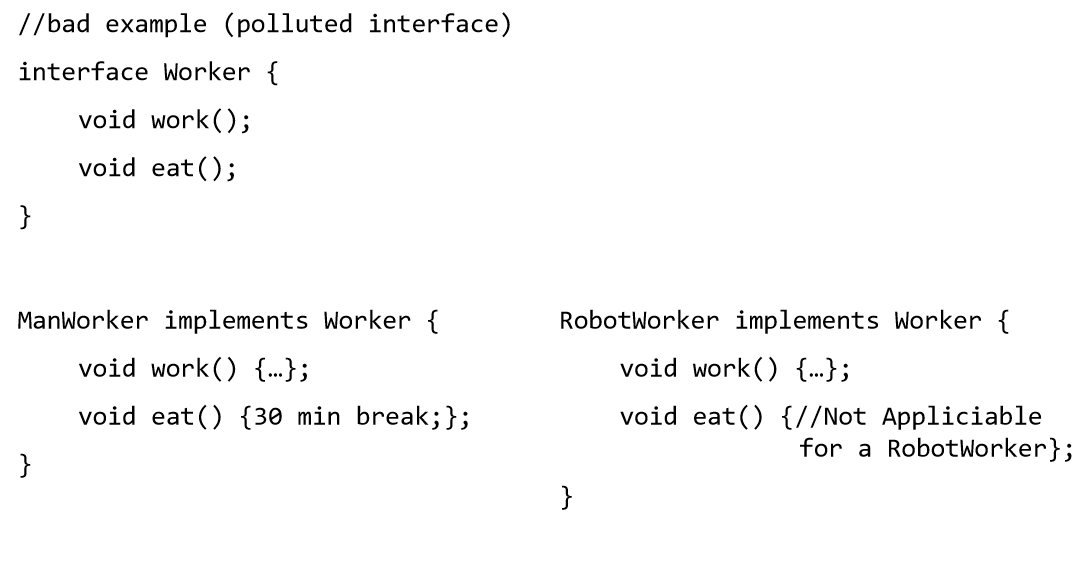 //bad example (polluted interface)
interface Worker {
void work();
void eat();
}
ManWorker implements Worker {
void work() {…};
void eat() {30 min break;};
}
RobotWorker implements Worker {
void work() {…};
void eat() {//Not Appliciable
for a RobotWorker};
}